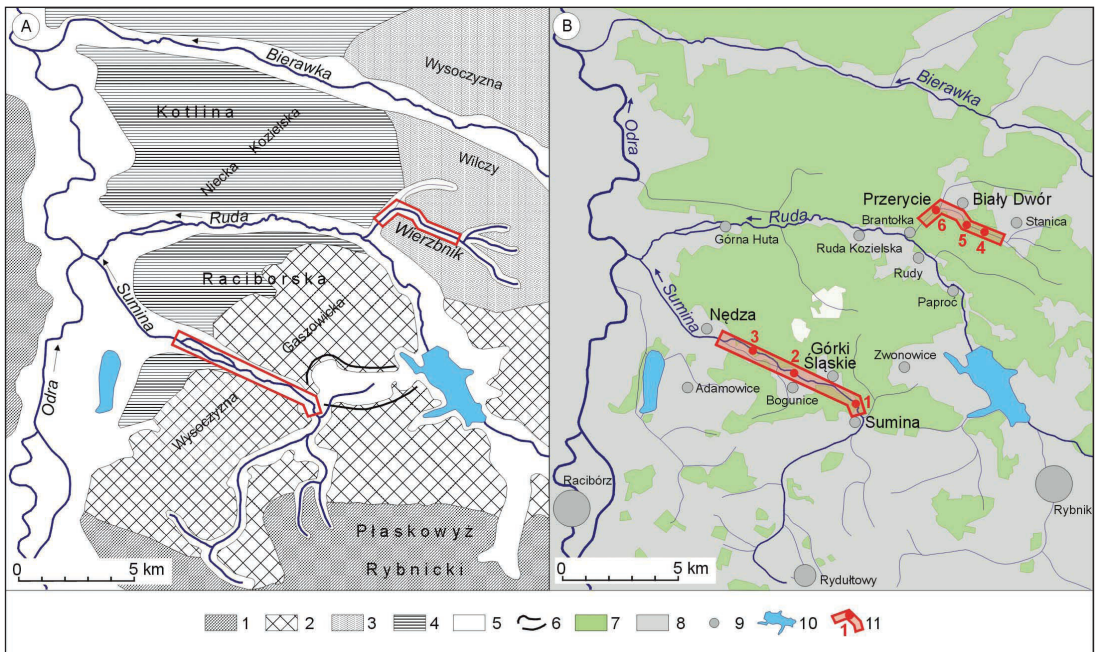 A
Bierawka
Wysoczyzna
Kotlina
Niecka Kozielska
Wilczy
Ruda
Wierzbnik
Raciborska
Sumina
Gaszowicka
Odra
Wysoczyzna
Płaskowyż
Rybnicki
0 5 km
B
Bierawka
Odra
Przerycie
Biały Dwór
Ruda
Brantołka
Stanica
6
5
4
Górna Huta
Ruda Kozielska
Rudy
Sumina
Paproć
Nędza
3
2
Górki
Śląskie
Zwonowice
Adamowice
Bogunice
1
Sumina
Racibórz
Rybnik
Rydułtowy
0 5 km
1 2 3 4 5 6 7 8 9 10 1 11